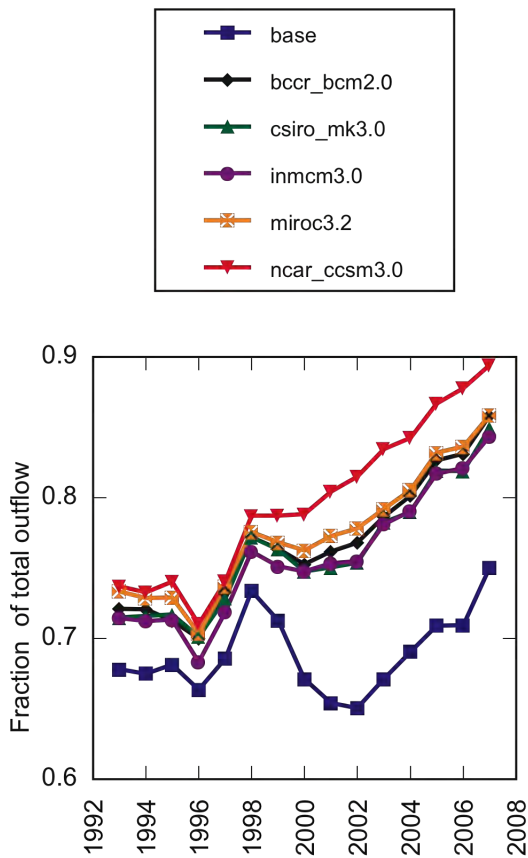 base
bccr_bcm2.0
csiro_mk3.0
inmcm3.0
miroc3.2
ncar_ccsm3.0
0.9
0.8
0.7
0.6
Fraction of total outflow
1992
1994
1996
1998
2000
2002
2004
2006
2008